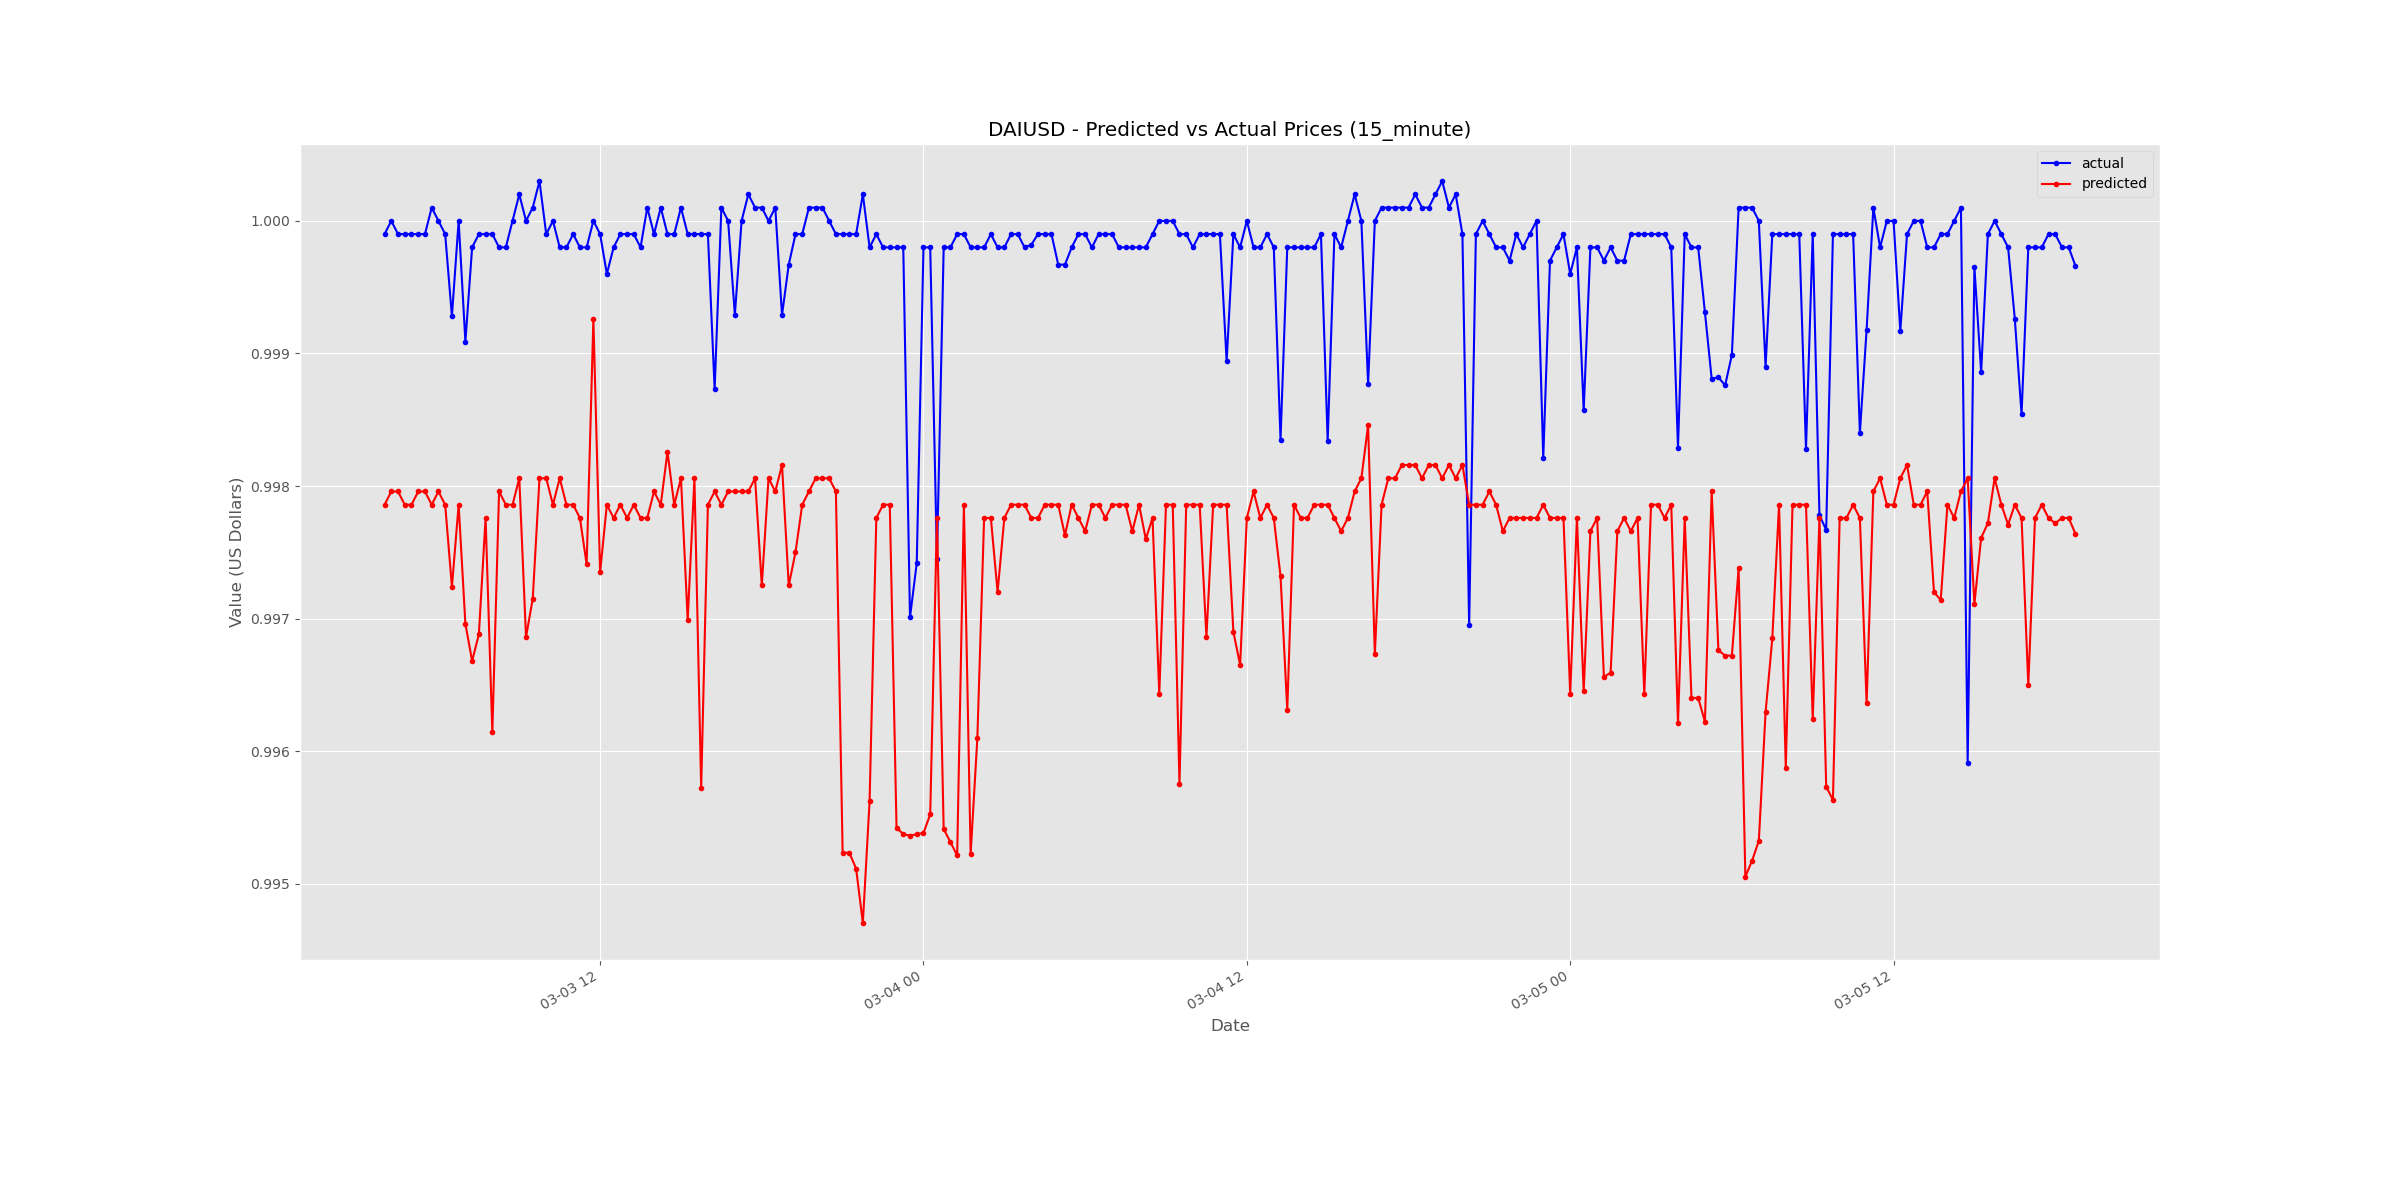 DAIUSD - Predicted vs Actual Prices (15_minute)
actual
predicted
1.000
0.999
0.998
0.997
0.996
0.995
Value (US Dollars)
03-03 12
03-04 00
03-04 12
03-05 00
03-05 12
Date